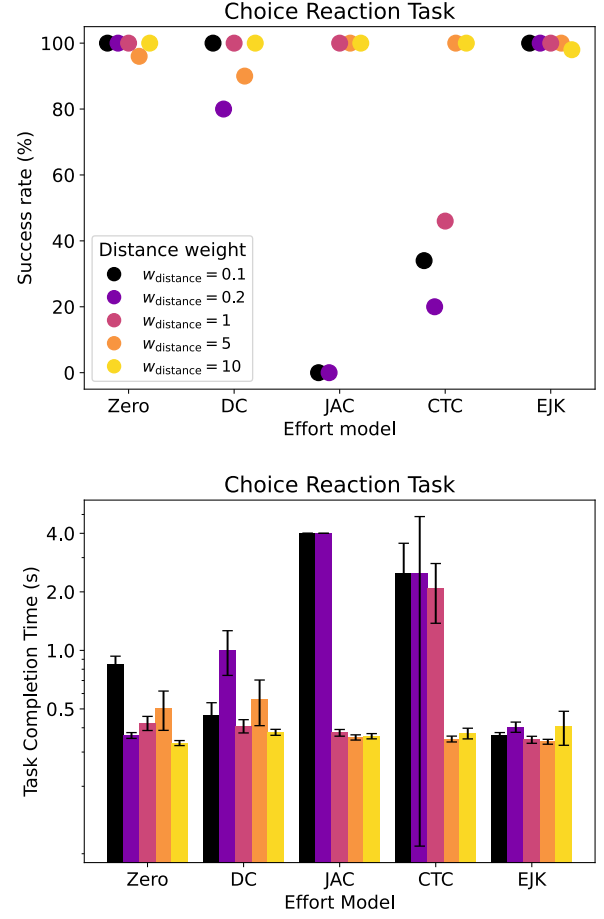 Choice Reaction Task
Success rate (%)
100
80
60
40
20
0
Distance weight
w_distance = 0.1
w_distance = 0.2
w_distance = 1
w_distance = 5
w_distance = 10
Zero DC JAC CTC EJK
Effort model
Choice Reaction Task
Task Completion Time (s)
4.0
2.0
1.0
0.5
Zero DC JAC CTC EJK
Effort Model